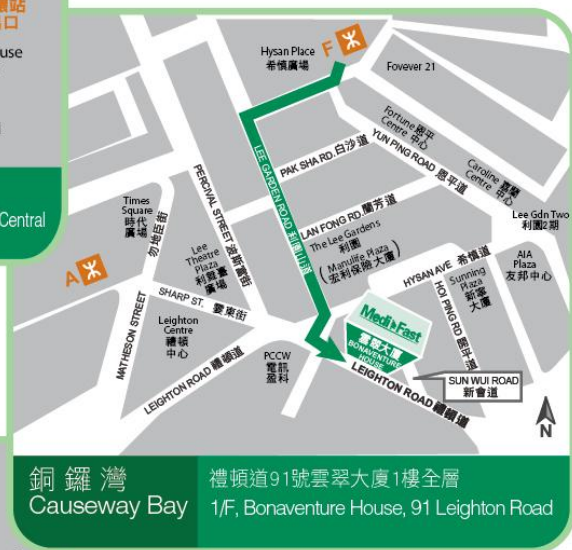 站
口
use
Central
Hysan Place
希慎廣場
F
Fovever 21
Fortune 恩平
Centre 中心
YUN PING ROAD 恩平道
Caroline 嘉蘭
Centre 中心
PAK SHA RD. 白沙道
LEE GARDEN ROAD 利園山道
PERCIVAL STREET 波斯富街
LAN FONG RD. 蘭芳道
The Lee Gardens
利園
( Manulife Plaza
宏利保險大廈 )
Lee Gdn Two
利園2期
Times
Square
時代
廣場
勿地臣街
MATHESON STREET
A
Lee
Theatre
Plaza
利舞臺
廣場
SHARP ST. 霎東街
Leighton
Centre
禮頓
中心
LEIGHTON ROAD 禮頓道
PCCW
電訊
盈科
HYSAN AVE 希慎道
Sunning
Plaza
新寧
大廈
HOI PING RD 開平道
AIA
Plaza
友邦中心
Medi Fast
雲翠大廈
BONAVENTURE
HOUSE
LEIGHTON ROAD 禮頓道
SUN WUI ROAD
新會道
N
銅鑼灣
Causeway Bay
禮頓道91號雲翠大廈1樓全層
1/F, Bonaventure House, 91 Leighton Road